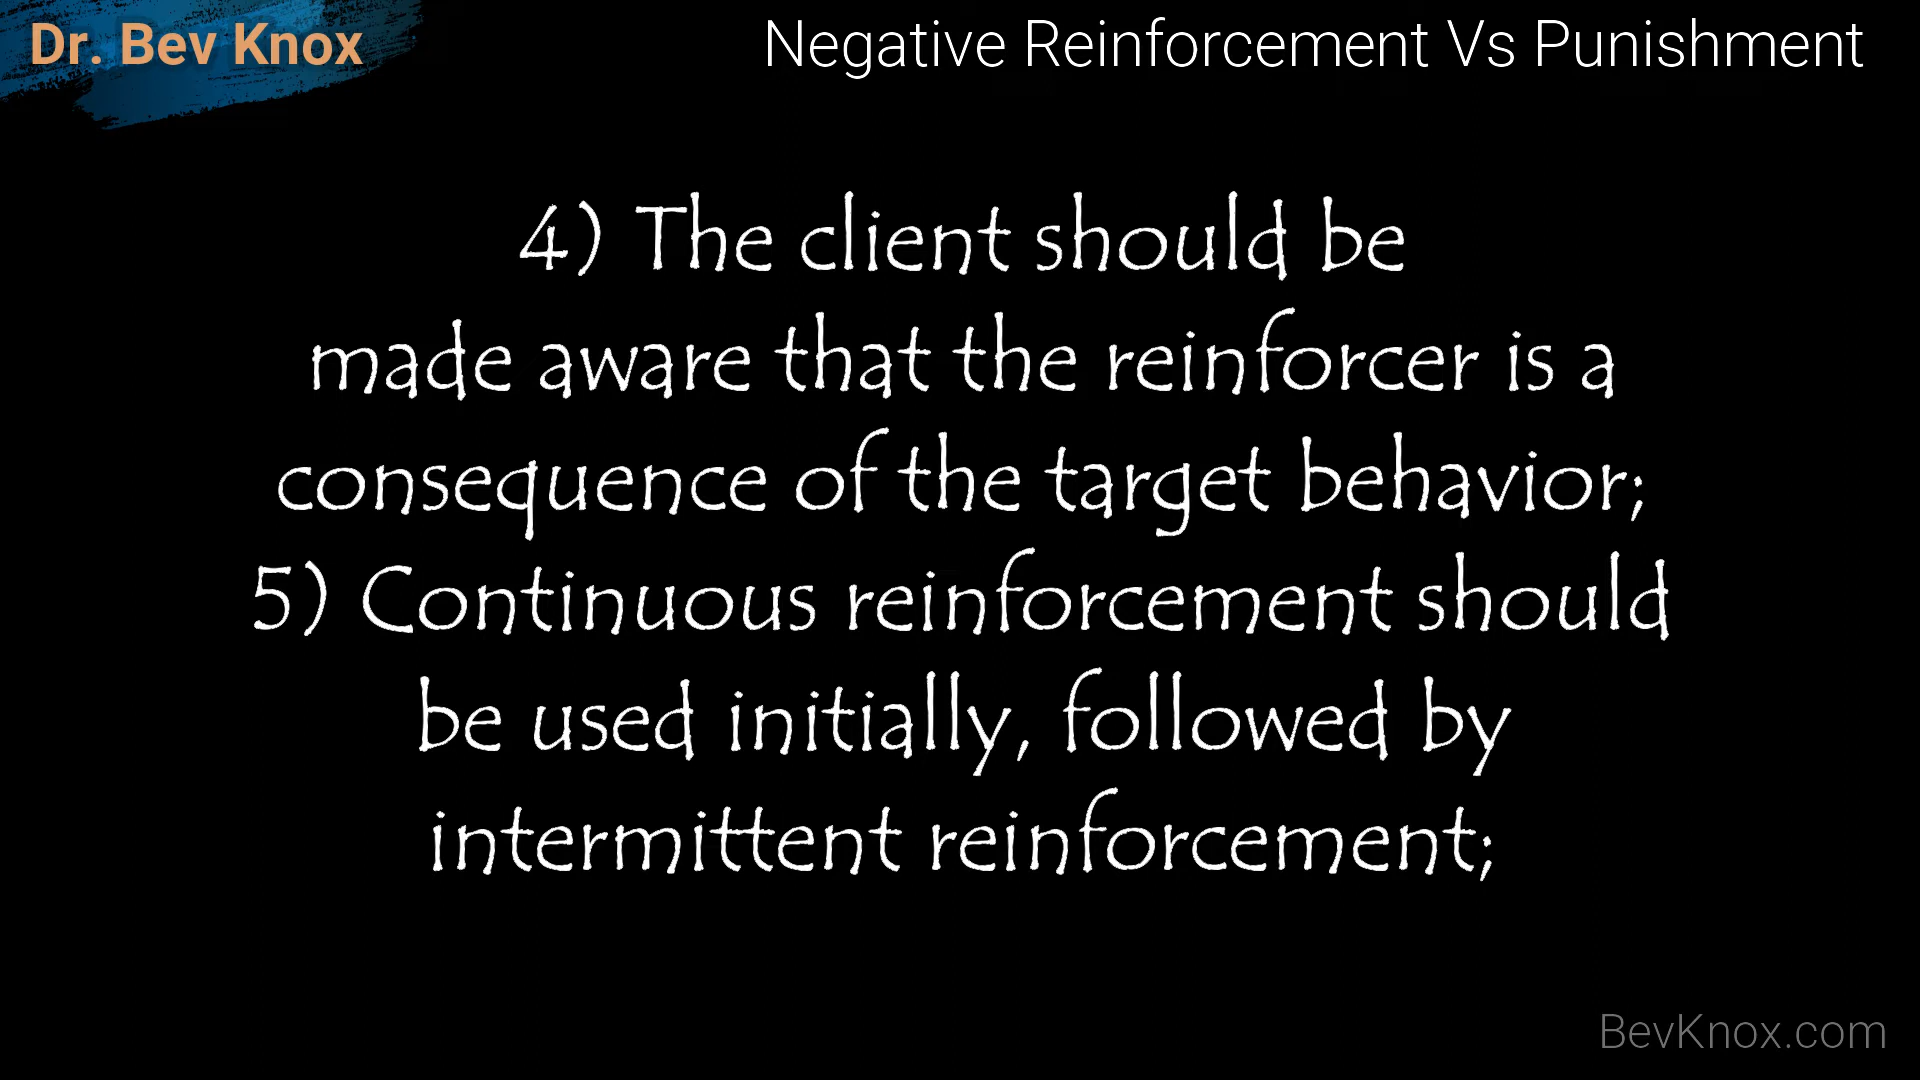 Dr. Bev Knox
Negative Reinforcement Vs Punishment
4) The client should be
made aware that the reinforcer is a
consequence of the target behavior;
5) Continuous reinforcement should
be used initially, followed by
intermittent reinforcement;
BevKnox.com